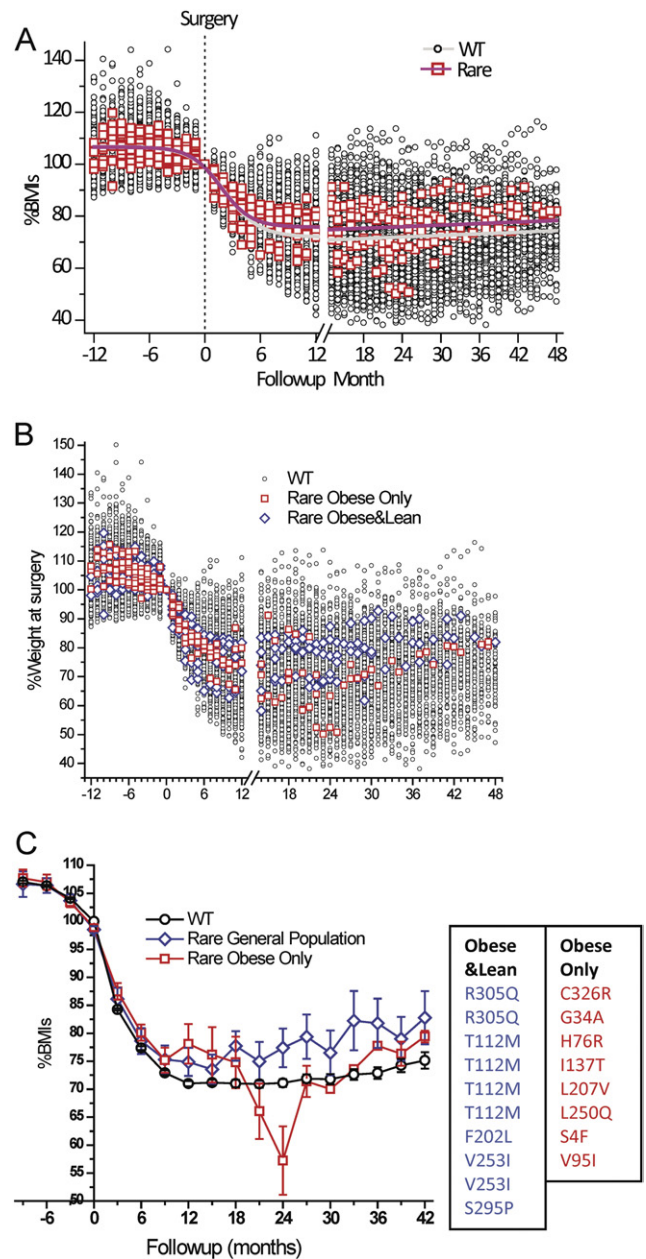 Surgery
A
WT
Rare
140
120
100
80
60
40
%BMIs
-12 -6 0 6 12 18 24 30 36 42 48
Followup Month
B
150
140
130
120
110
100
90
80
70
60
50
40
%Weight at surgery
WT
Rare Obese Only
Rare Obese&Lean
-12 -6 0 6 12 18 24 30 36 42 48
C
110
105
100
95
90
85
80
75
70
65
60
55
50
%BMIs
WT
Rare General Population
Rare Obese Only
-6 0 6 12 18 24 30 36 42
Followup (months)
Obese
&Lean
R305Q
R305Q
T112M
T112M
T112M
T112M
F202L
V253I
V253I
S295P
Obese
Only
C326R
G34A
H76R
I137T
L207V
L250Q
S4F
V95I